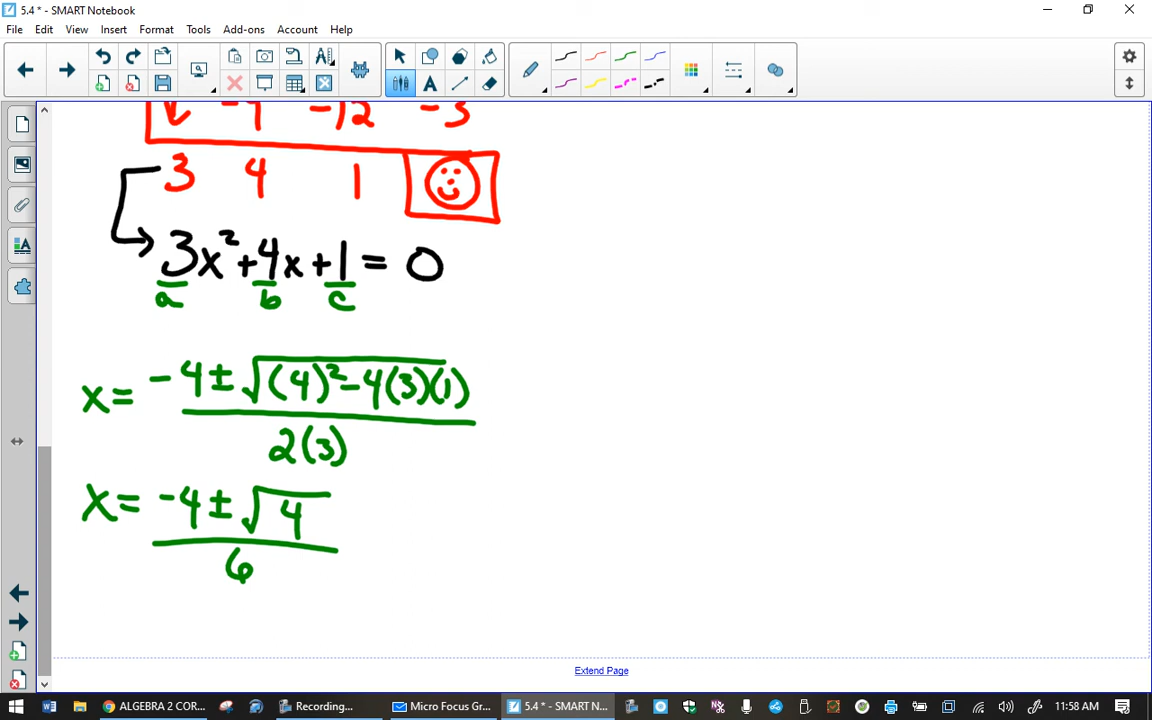 5.4 * - SMART Notebook
File Edit View Insert Format Tools Add-ons Account Help
-12 -3
3 4 1
3x²+4x+1= 0
a b c
x= -4± √(4)²-4(3)(1)
2(3)
x= -4± √4
6
Extend Page
ALGEBRA 2 COR... Recording... Micro Focus Gr... 5.4 * - SMART N... 11:58 AM